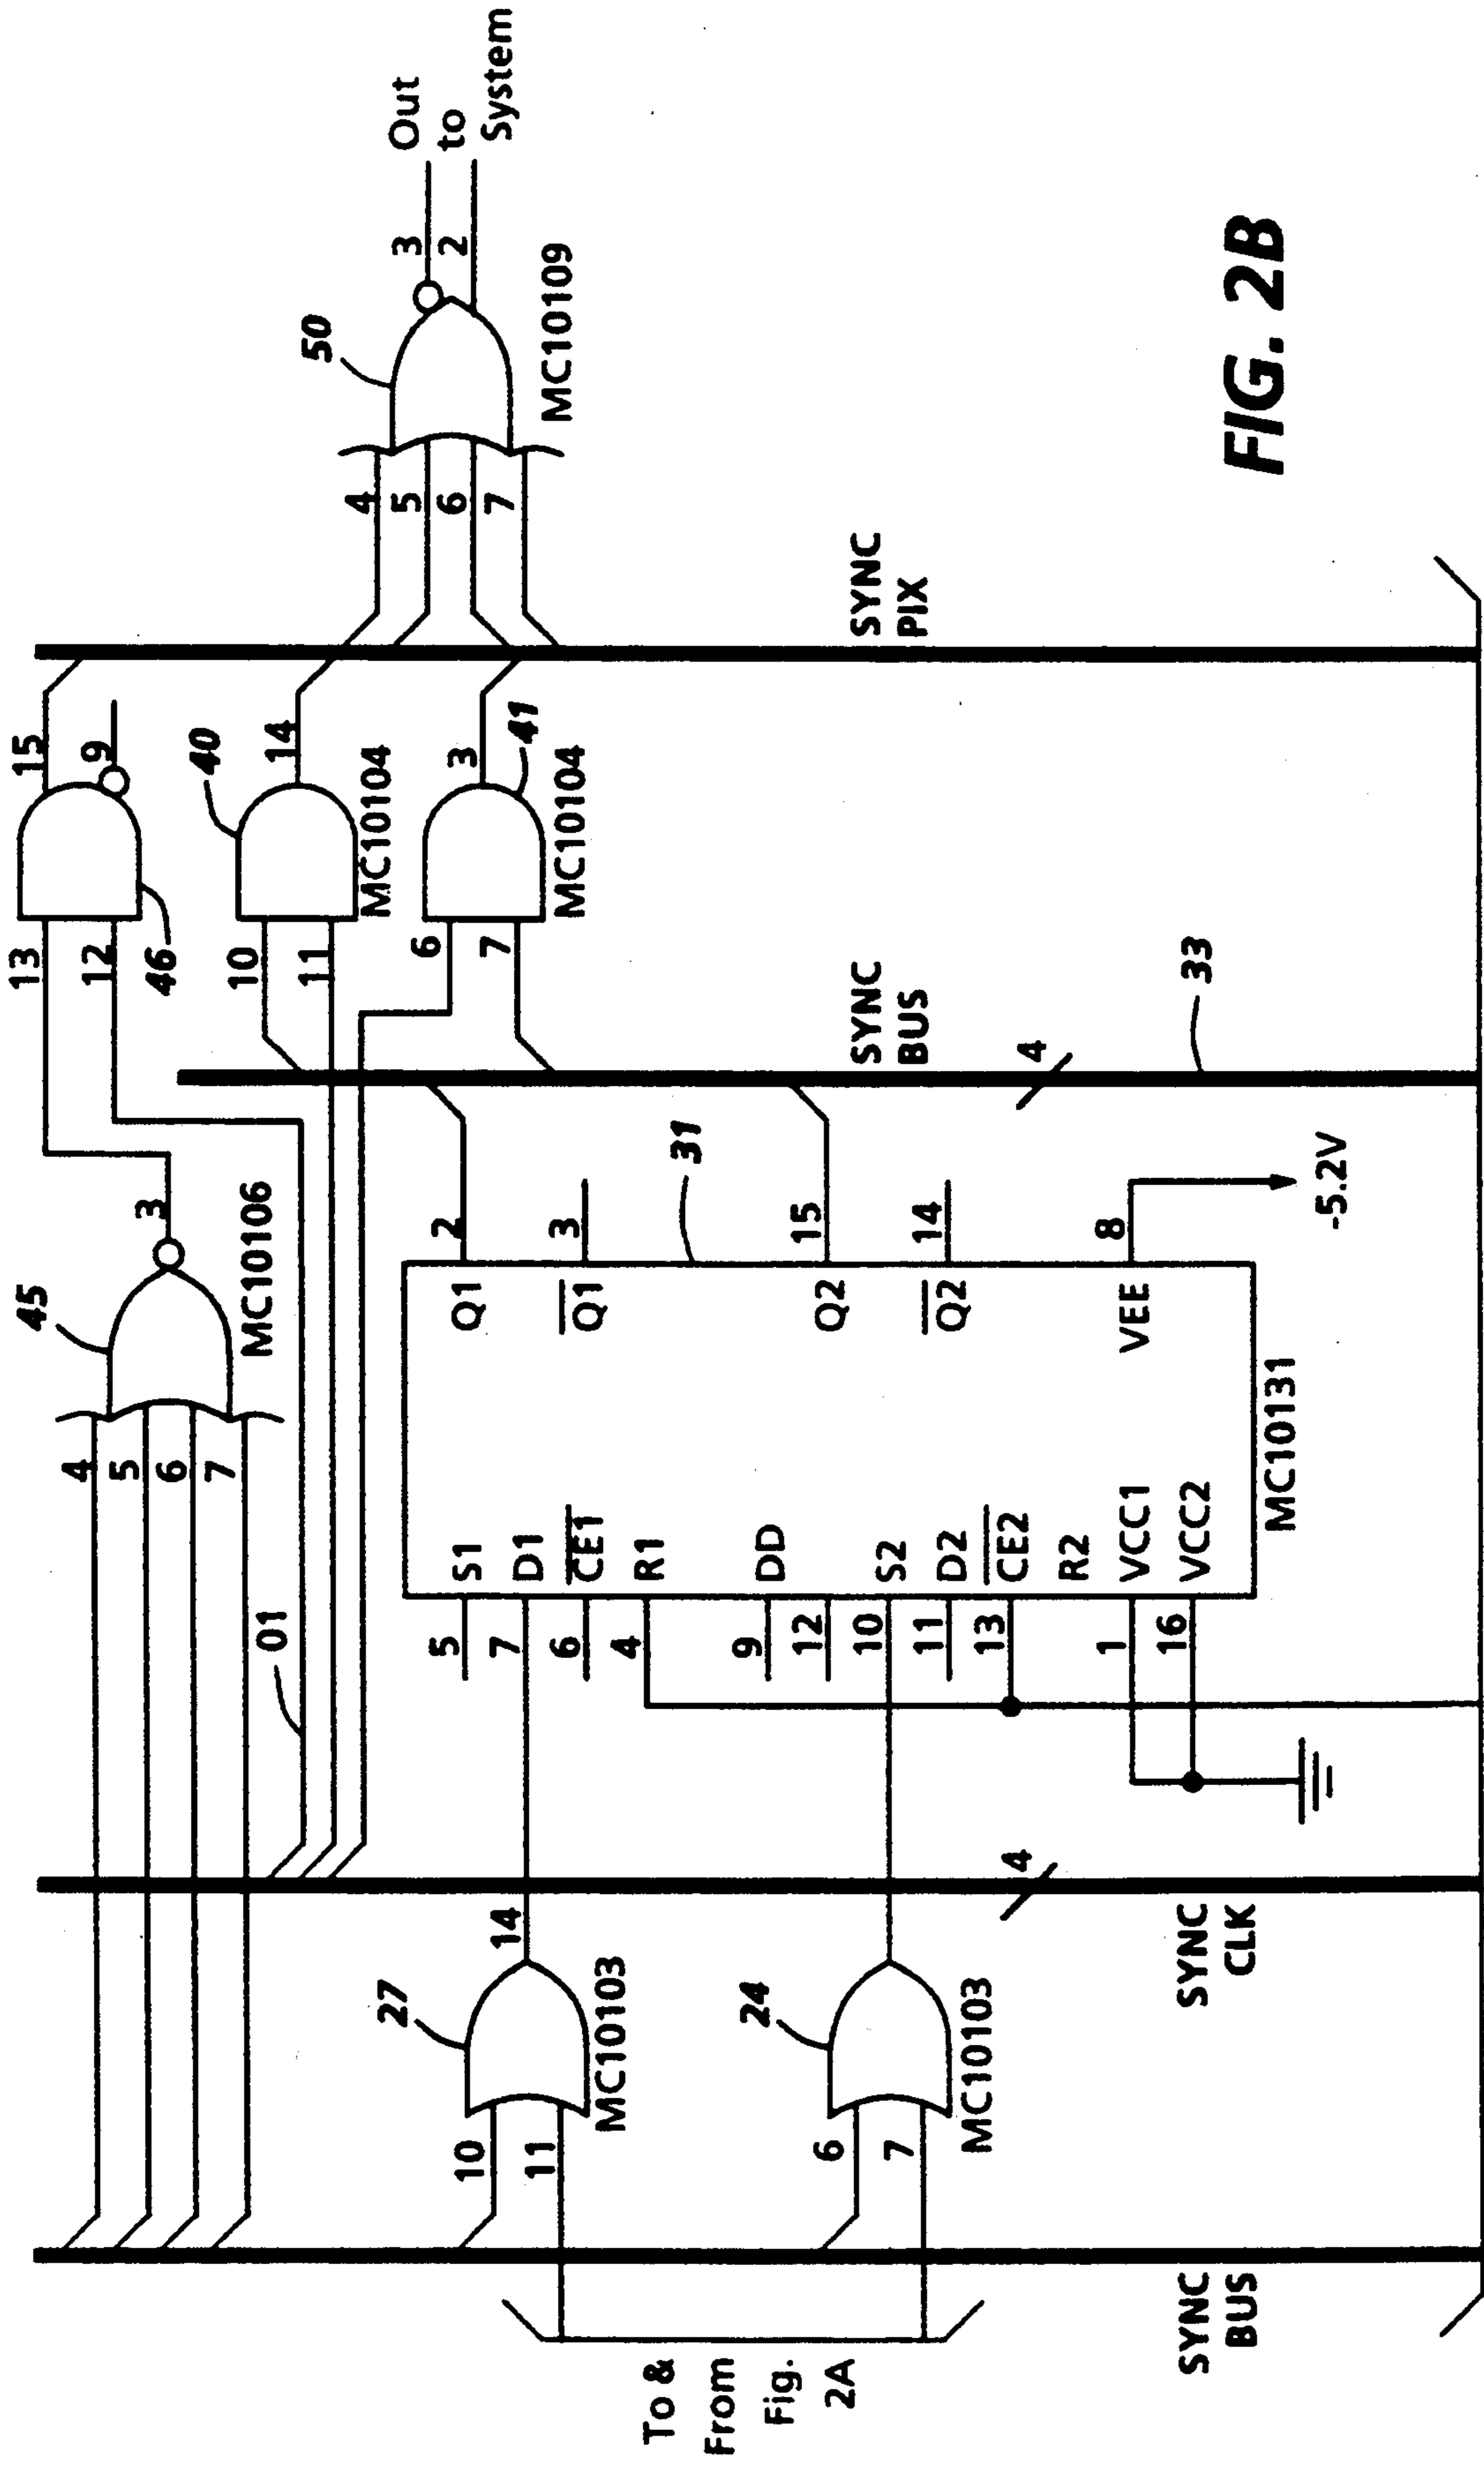 45
4
5
6
7
3
MC10106
13
12
15
9
46
40
10
11
14
MC10104
6
7
3
41
MC10104
50
4
5
6
7
3
2
Out
to
System
MC10109
01
27
10
11
14
MC10103
24
6
7
MC10103
To &
From
Fig.
2A
5
7
6
4
9
12
10
11
13
1
16
S1
D1
CE1
R1
DD
S2
D2
CE2
R2
VCC1
VCC2
Q1
Q1
Q2
Q2
VEE
2
3
15
14
8
31
-5.2V
MC10131
SYNC
BUS
4
SYNC
CLK
SYNC
BUS
4
33
SYNC
PIX
FIG. 2B